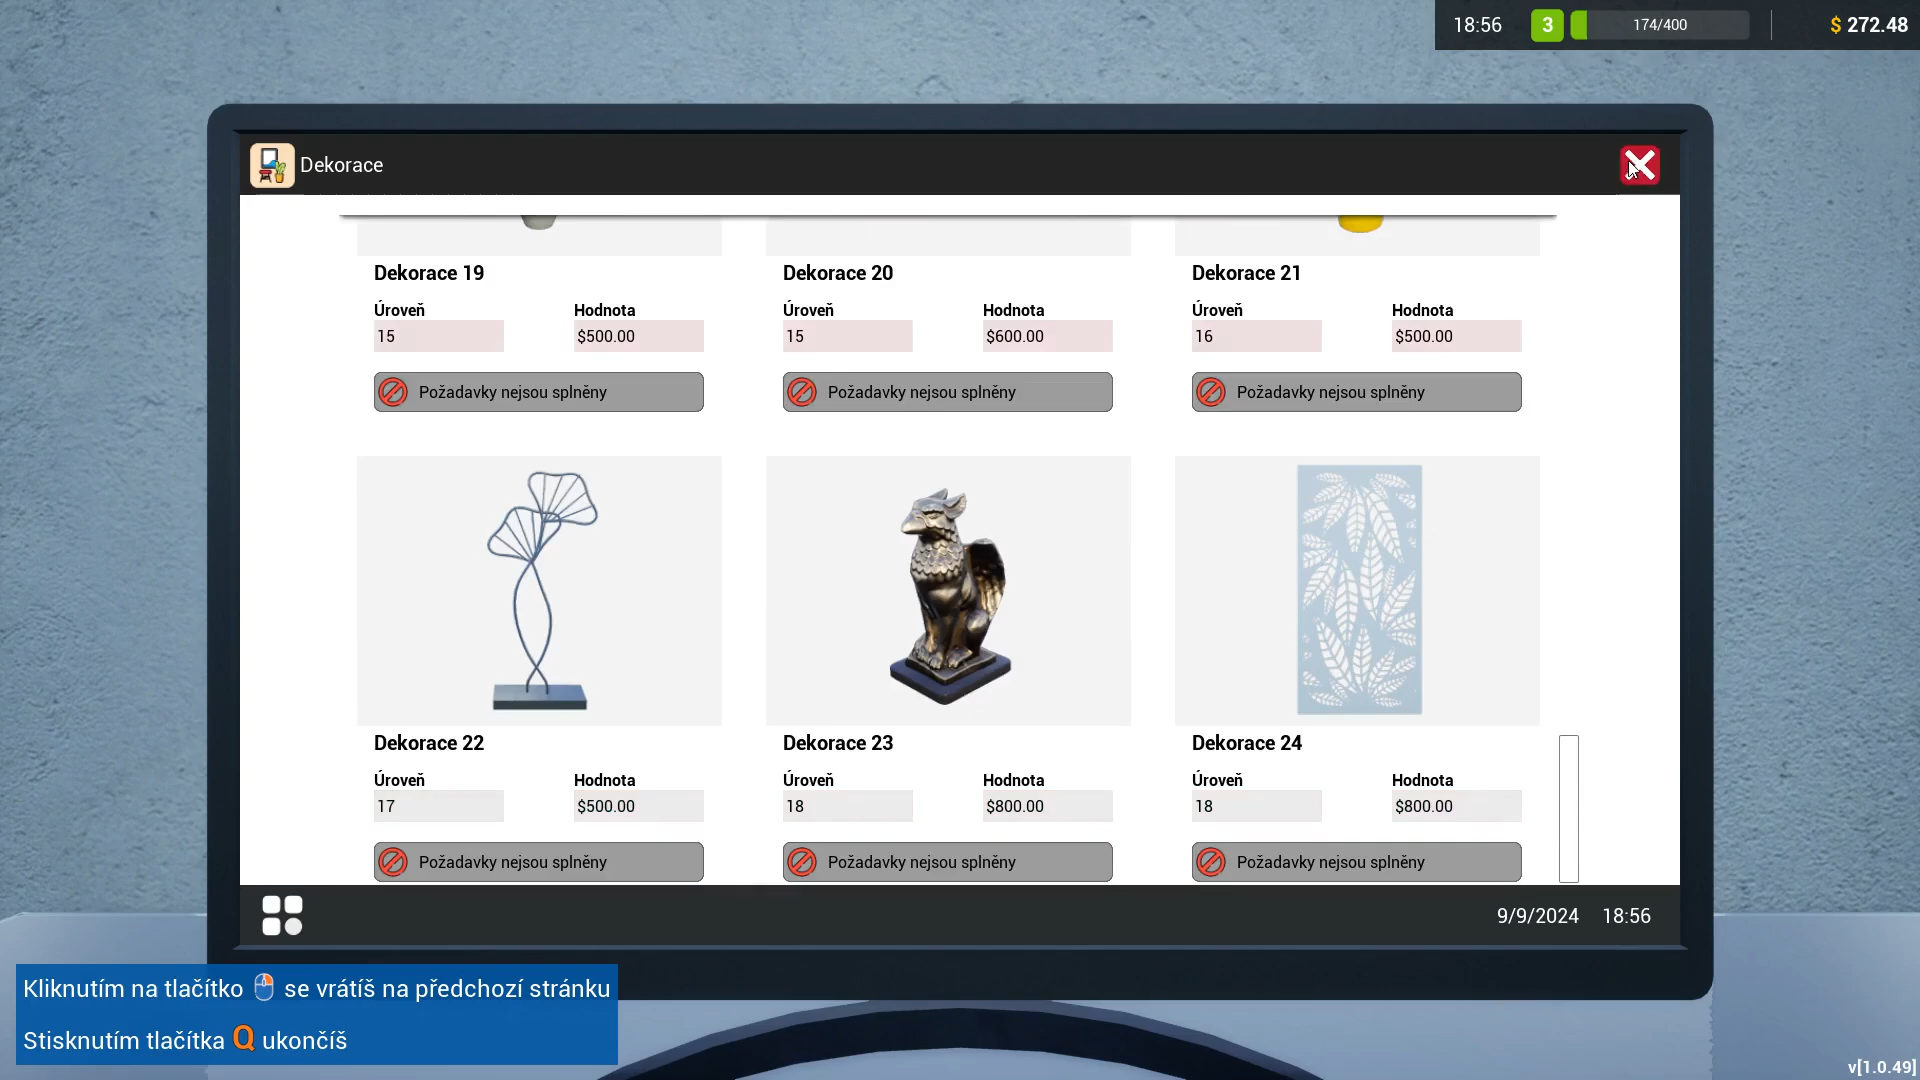 18:56 3 174/400 $ 272.48
Dekorace
Dekorace 19 Dekorace 20 Dekorace 21
Úroveň Hodnota Úroveň Hodnota Úroveň Hodnota
15 $500.00 15 $600.00 16 $500.00
Požadavky nejsou splněny Požadavky nejsou splněny Požadavky nejsou splněny
Dekorace 22 Dekorace 23 Dekorace 24
Úroveň Hodnota Úroveň Hodnota Úroveň Hodnota
17 $500.00 18 $800.00 18 $800.00
Požadavky nejsou splněny Požadavky nejsou splněny Požadavky nejsou splněny
9/9/2024 18:56
Kliknutím na tlačítko se vrátíš na předchozí stránku
Stisknutím tlačítka Q ukončíš
v[1.0.49]